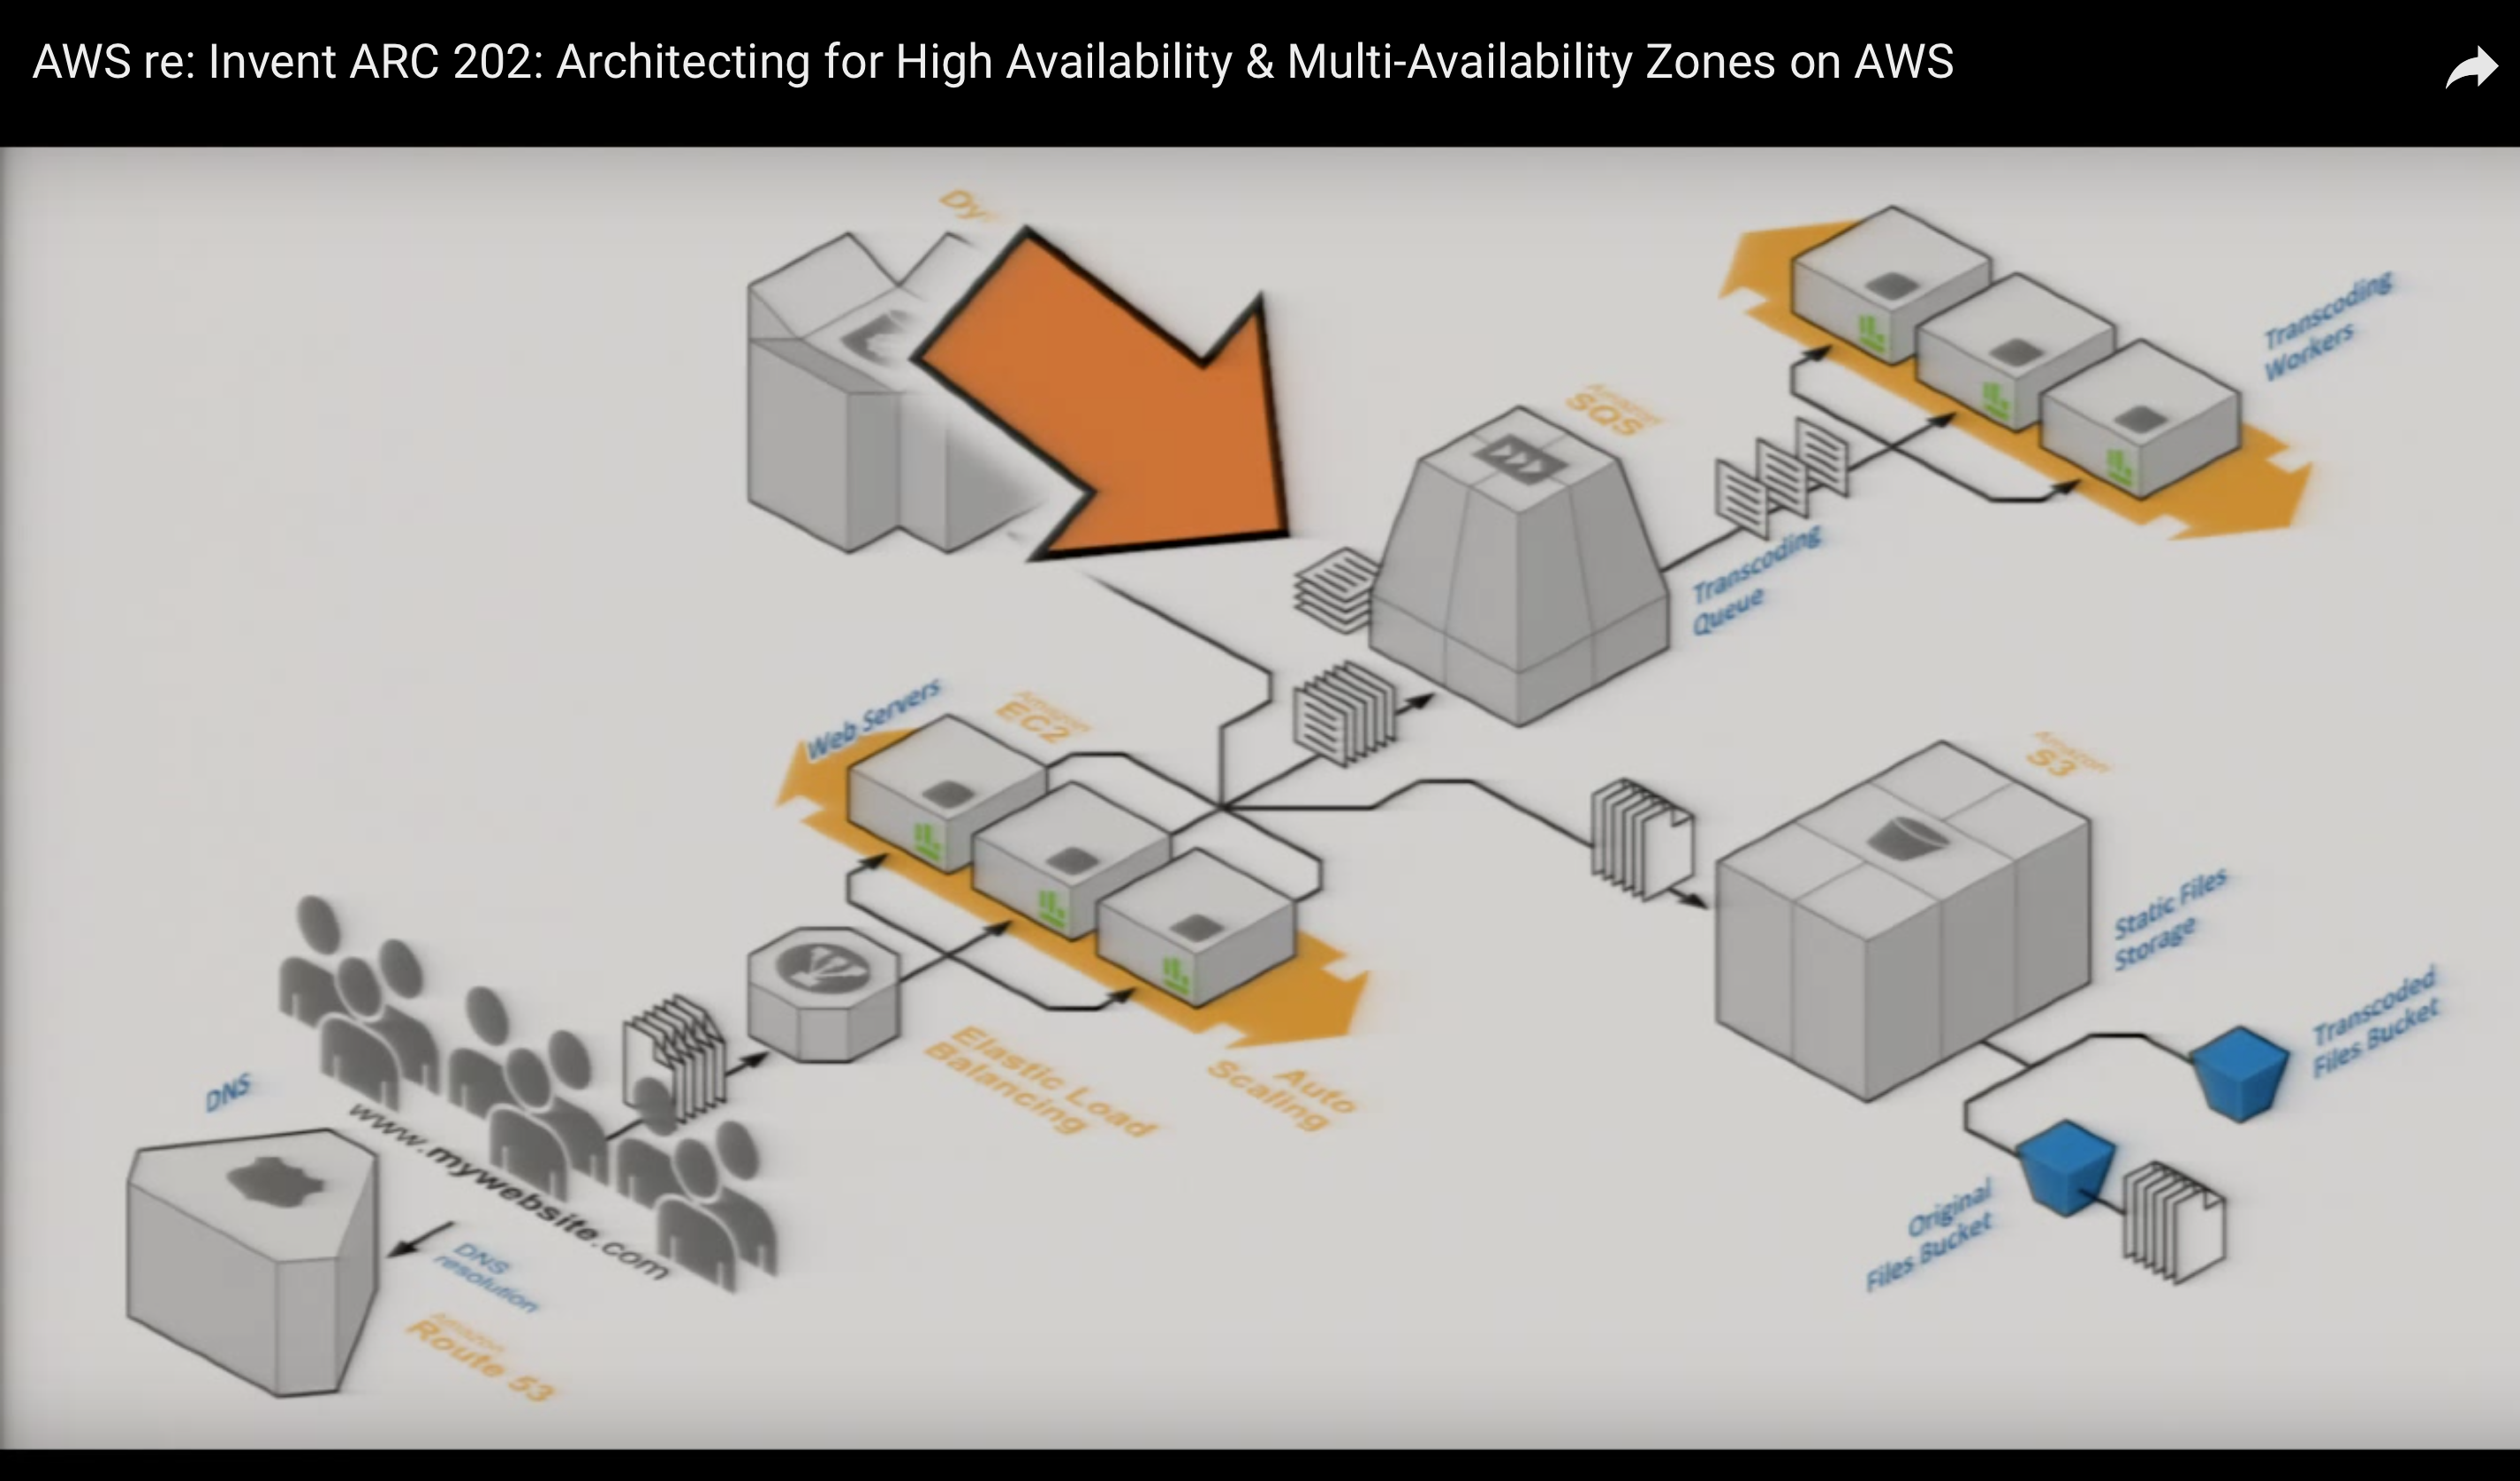 AWS re: Invent ARC 202: Architecting for High Availability & Multi-Availability Zones on AWS
Transcoding
Workers
Amazon
SQS
Transcoding
Queue
Web Servers
Amazon
EC2
Amazon
S3
Static Files
Storage
Transcoded
Files Bucket
Original
Files Bucket
Elastic Load
Balancing
Auto
Scaling
DNS
www.mywebsite.com
DNS
resolution
Amazon
Route 53